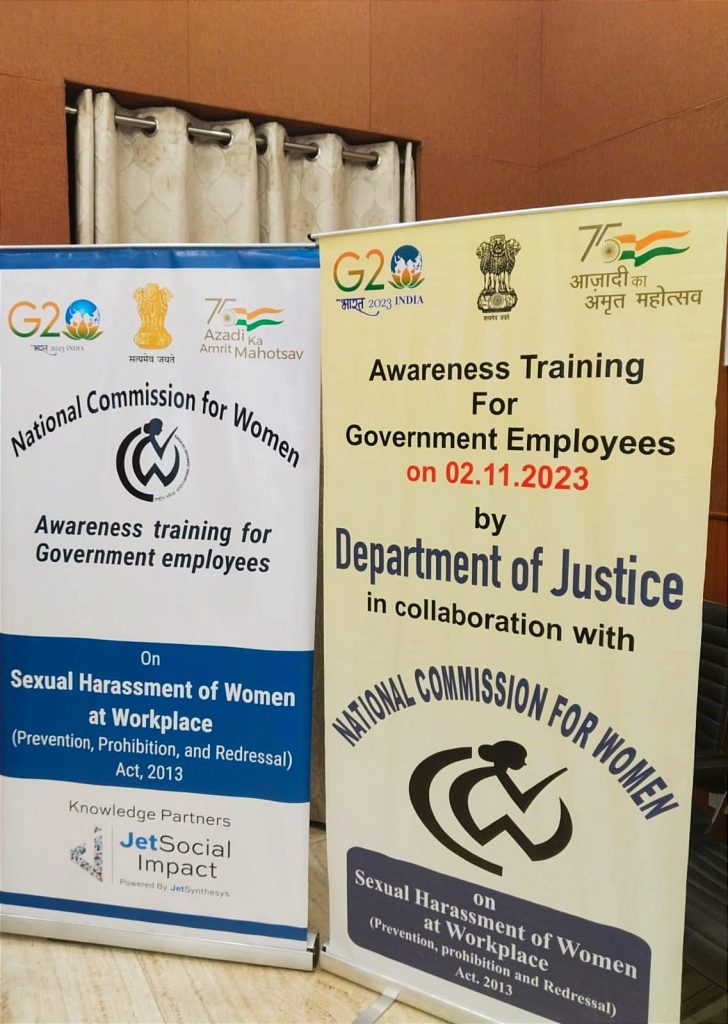 G20
भारत 2023 INDIA
सत्यमेव जयते
75
Azadi Ka
Amrit Mahotsav
National Commission for Women
Awareness training for
Government employees
On
Sexual Harassment of Women
at Workplace
(Prevention, Prohibition, and Redressal)
Act, 2013
Knowledge Partners
JetSocial
Impact
Powered By JetSynthesys
G20
भारत 2023 INDIA
सत्यमेव जयते
75
आज़ादी का
अमृत महोत्सव
Awareness Training
For
Government Employees
on 02.11.2023
by
Department of Justice
in collaboration with
NATIONAL COMMISSION FOR WOMEN
on
Sexual Harassment of Women
at Workplace
(Prevention, prohibition and Redressal)
Act. 2013